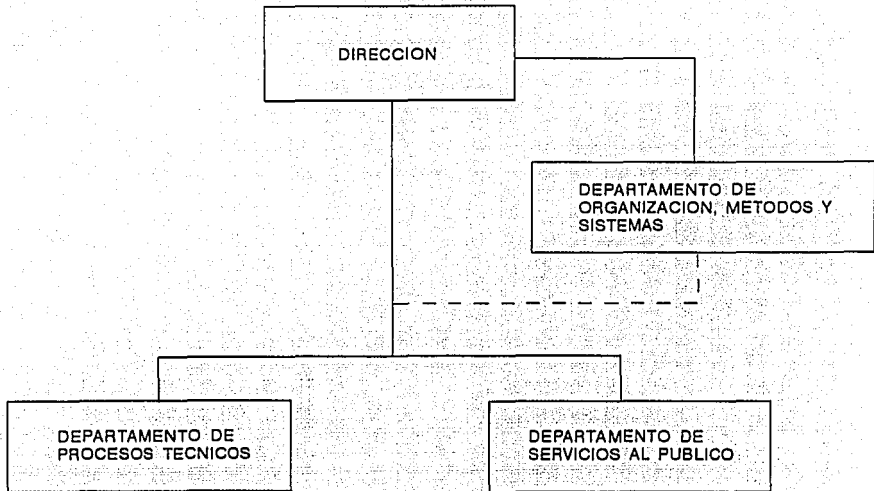 DIRECCION
DEPARTAMENTO DE
ORGANIZACION, METODOS Y
SISTEMAS
DEPARTAMENTO DE
PROCESOS TECNICOS
DEPARTAMENTO DE
SERVICIOS AL PUBLICO